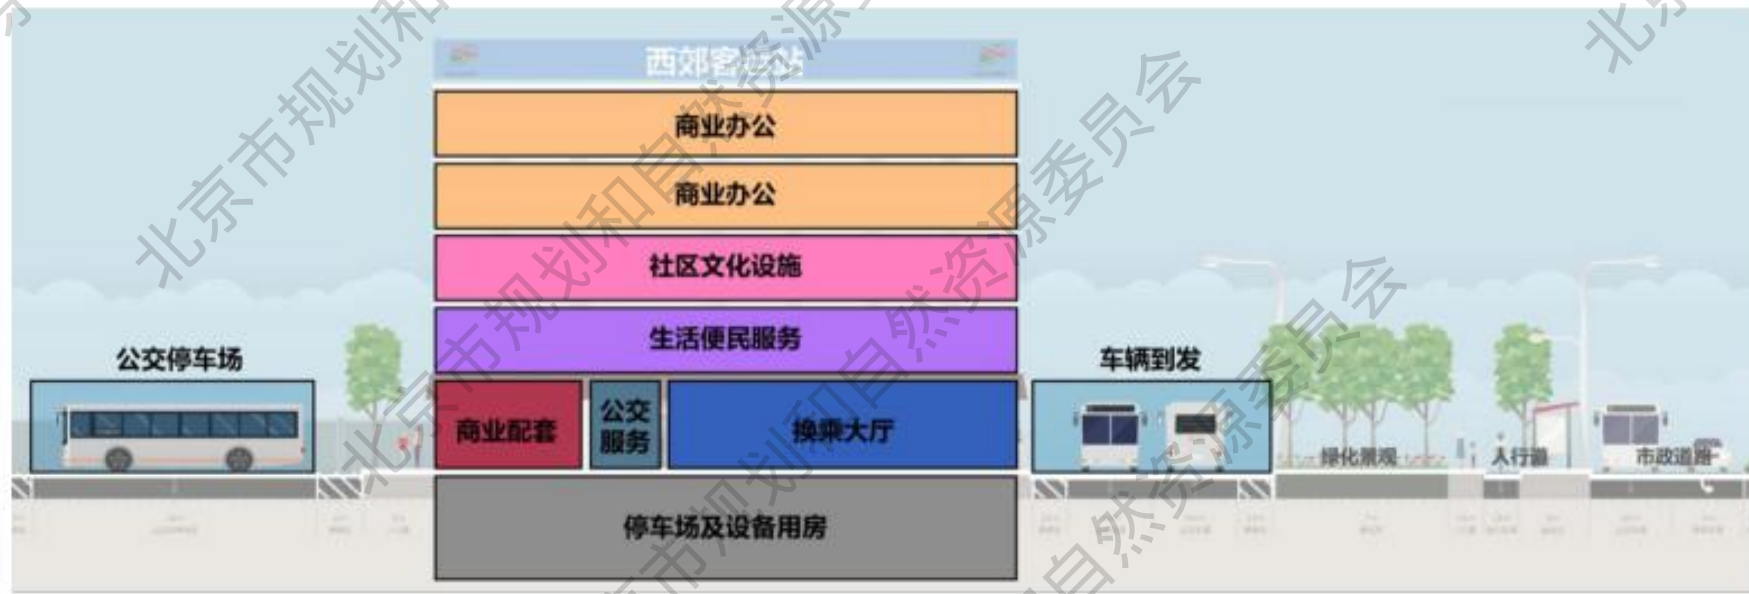 西郊客运站
商业办公
商业办公
社区文化设施
生活便民服务
公交停车场
车辆到发
商业配套
公交
服务
换乘大厅
绿化景观
人行道
市政道路
停车场及设备用房
北京市规划和自然资源委员会
北京市规划和自然资源委员会